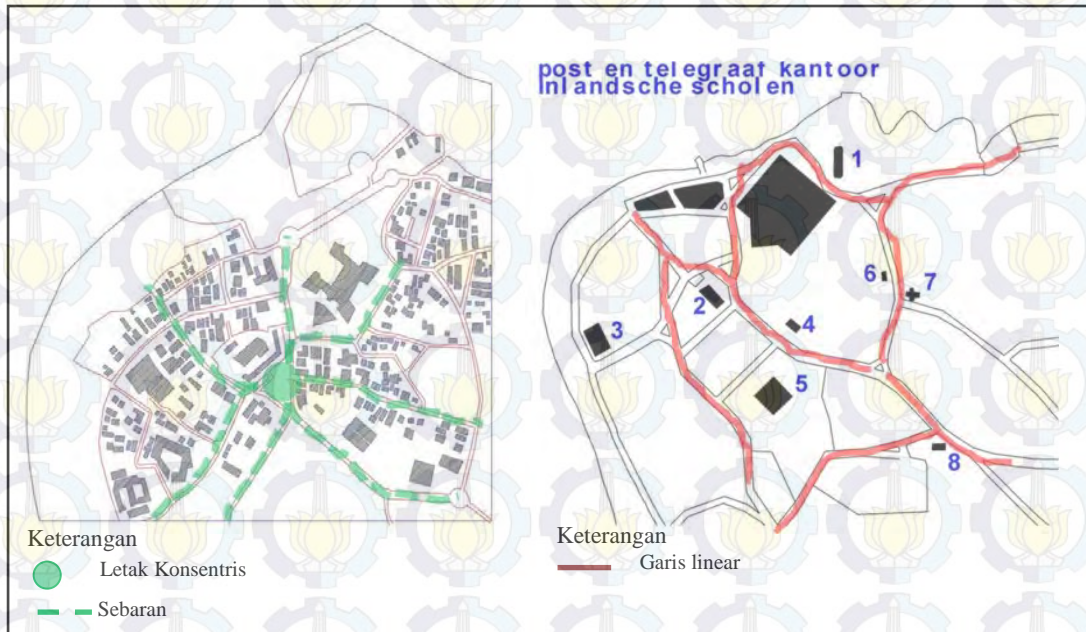 post en telegraaf kantoor
inlandsche scholen
1
2
3
4
5
6
7
8
Keterangan
Letak Konsentris
Sebaran
Keterangan
Garis linear